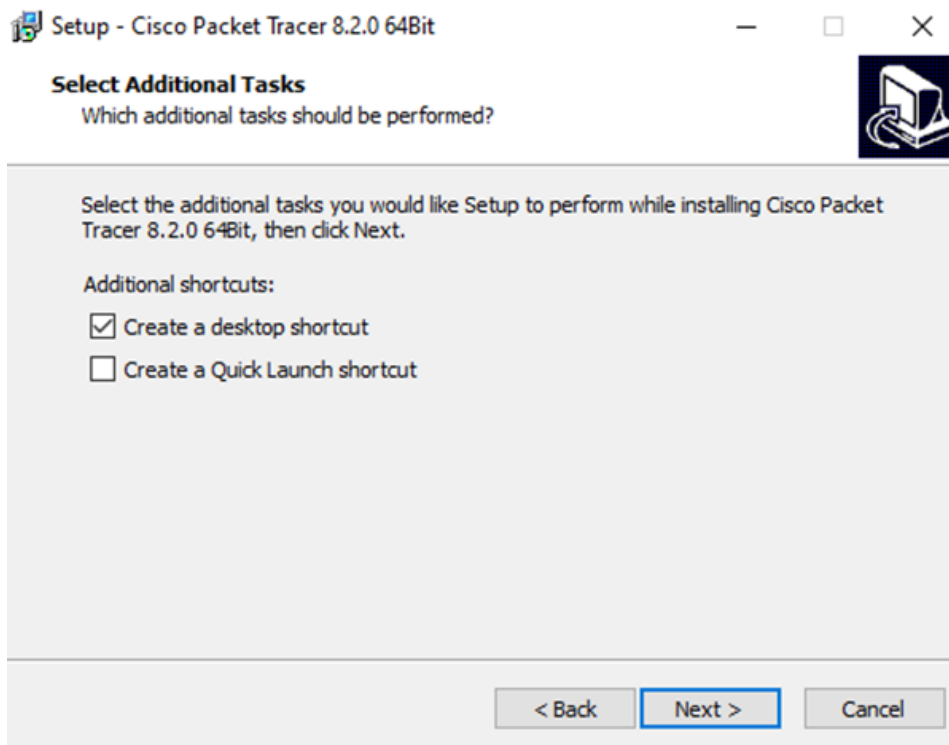 Setup - Cisco Packet Tracer 8.2.0 64Bit
Select Additional Tasks
Which additional tasks should be performed?
Select the additional tasks you would like Setup to perform while installing Cisco Packet
Tracer 8.2.0 64Bit, then click Next.
Additional shortcuts:
Create a desktop shortcut
Create a Quick Launch shortcut
< Back Next > Cancel